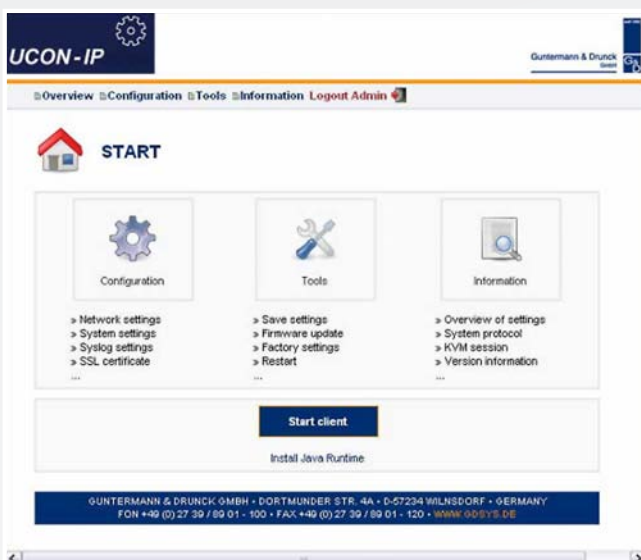 UCON-IP
Guntermann & Drunck
GmbH
G&D
Overview Configuration Tools Information Logout Admin
START
Configuration
Tools
Information
» Network settings
» System settings
» Syslog settings
» SSL certificate
...
» Save settings
» Firmware update
» Factory settings
» Restart
...
» Overview of settings
» System protocol
» KVM session
» Version information
...
Start client
Install Java Runtime
GUNTERMANN & DRUNCK GMBH • DORTMUNDER STR. 4A • D-57234 WILNSDORF • GERMANY
FON +49 (0) 27 39 / 89 01 - 100 • FAX +49 (0) 27 39 / 89 01 - 120 • WWW.GDSYS.DE